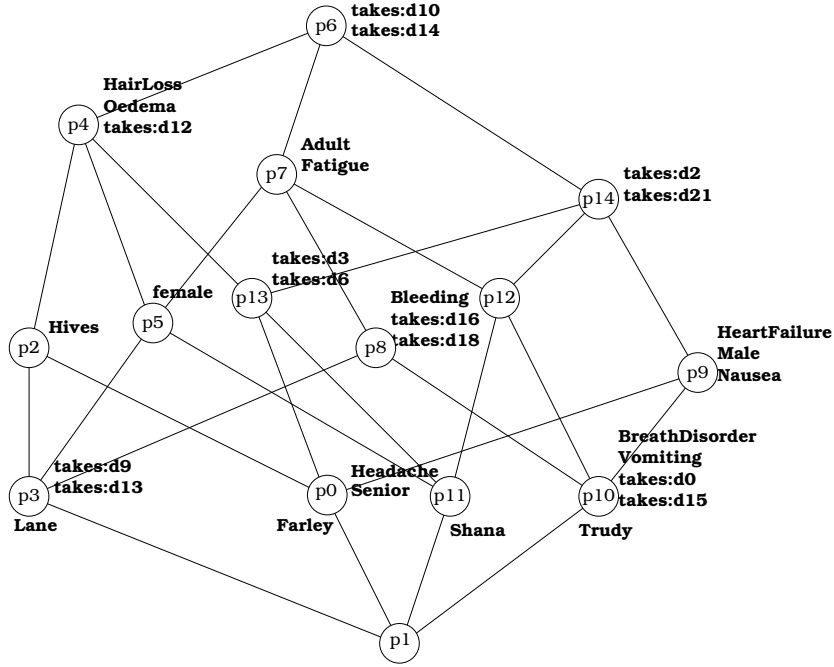 p6
takes:d10
takes:d14
HairLoss
Oedema
takes:d12
p4
Adult
Fatigue
p7
takes:d2
takes:d21
p14
takes:d3
takes:d6
p13
female
p5
Bleeding
takes:d16
takes:d18
p12
Hives
p2
p8
HeartFailure
Male
Nausea
p9
BreathDisorder
Vomiting
takes:d0
takes:d15
takes:d9
takes:d13
p3
Lane
Headache
Senior
p0
Farley
p11
Shana
p10
Trudy
p1